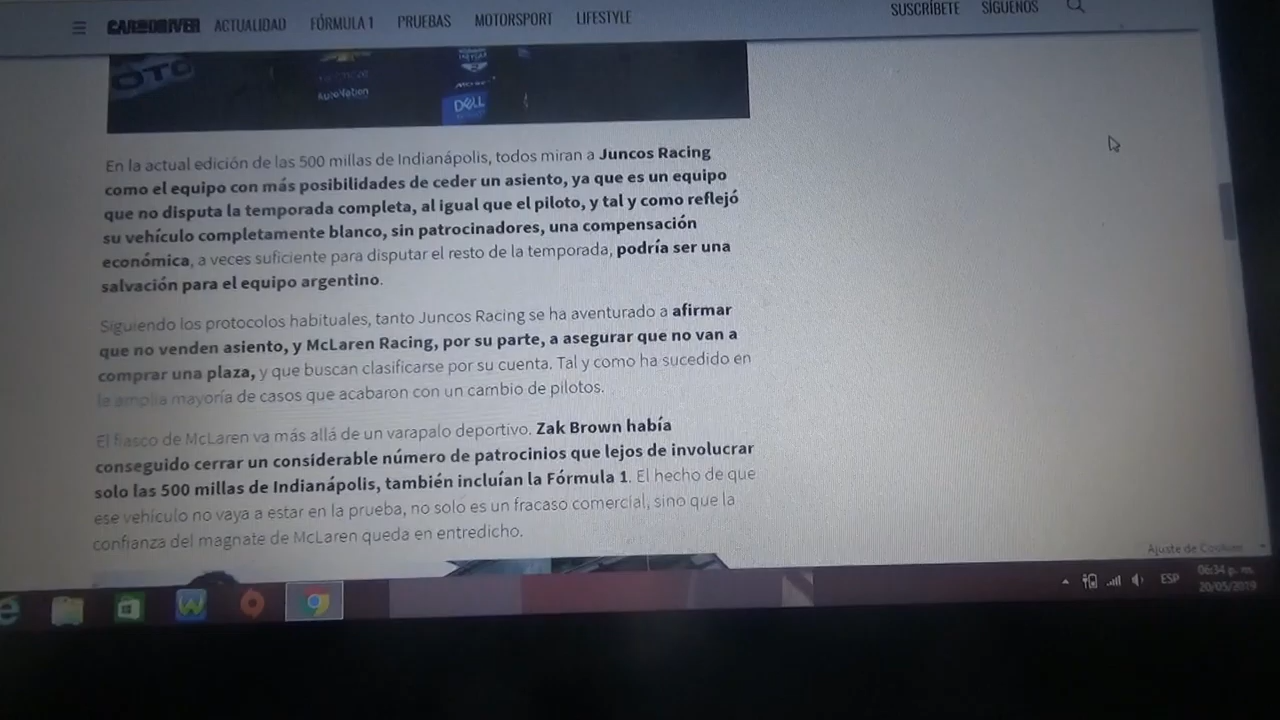 CAR AND DRIVER ACTUALIDAD FÓRMULA 1 PRUEBAS MOTORSPORT LIFESTYLE SUSCRÍBETE SÍGUENOS
OTO
AutoNation
DELL
En la actual edición de las 500 millas de Indianápolis, todos miran a Juncos Racing
como el equipo con más posibilidades de ceder un asiento, ya que es un equipo
que no disputa la temporada completa, al igual que el piloto, y tal y como reflejó
su vehículo completamente blanco, sin patrocinadores, una compensación
económica, a veces suficiente para disputar el resto de la temporada, podría ser una
salvación para el equipo argentino.
Siguiendo los protocolos habituales, tanto Juncos Racing se ha aventurado a afirmar
que no venden asiento, y McLaren Racing, por su parte, a asegurar que no van a
comprar una plaza, y que buscan clasificarse por su cuenta. Tal y como ha sucedido en
la amplia mayoría de casos que acabaron con un cambio de pilotos.
El fiasco de McLaren va más allá de un varapalo deportivo. Zak Brown había
conseguido cerrar un considerable número de patrocinios que lejos de involucrar
solo las 500 millas de Indianápolis, también incluían la Fórmula 1. El hecho de que
ese vehículo no vaya a estar en la prueba, no solo es un fracaso comercial, sino que la
confianza del magnate de McLaren queda en entredicho.
Ajuste de Cookies
ESP
06:34 p. m.
20/05/2019